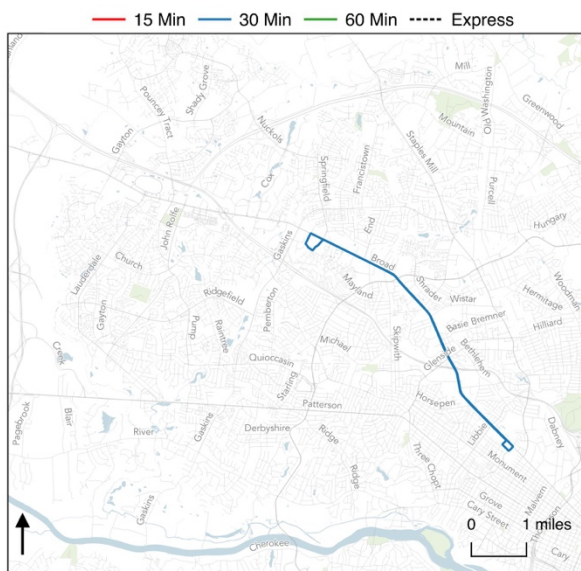 15 Min 30 Min 60 Min Express
Mill
Old Washington
Greenwood
Shady Grove
Pouncey Tract
Nuckols
Mountain
Gayton
Staples Mill
Springfield
Francistown
Cox
Purcell
Hungary
John Rolfe
Gaskins
End
Church
Lauderdale
Broad
Woodman
Mayland
Shrader
Ridgefield
Pemberton
Wistar
Hermitage
Gayton
Pump
Raintree
Basie Bremner
Hilliard
Skipwith
Michael
Bethlehem
Creek
Quioccasin
Glenside
Starling
Patterson
Horsepen
Pagebrook
Blair
River
Gaskins
Derbyshire
Ridge
Libbie
Dabney
Three Chopt
Monument
Ridge
Grove
Malvern
Cary Street
Gaskins
0 1 miles
Cherokee
Cary